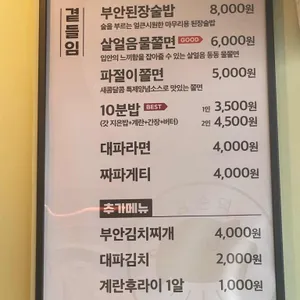 곁들임
부안된장술밥 8,000원
술을 부르는 얼큰시원한 마무리용 된장술밥
살얼음물쫄면 GOOD 6,000원
입안의 느끼함을 잡아줄 수 있는 살얼음 동동 물쫄면
파절이쫄면 5,000원
새콤달콤 특제양념소스로 맛있는 쫄면
10분밥 BEST 1인 3,500원
(갓 지은밥+계란+간장+버터) 2인 4,500원
대파라면 4,000원
짜파게티 4,000원
추가메뉴
부안김치찌개 4,000원
대파김치 2,000원
계란후라이 1알 1,000원